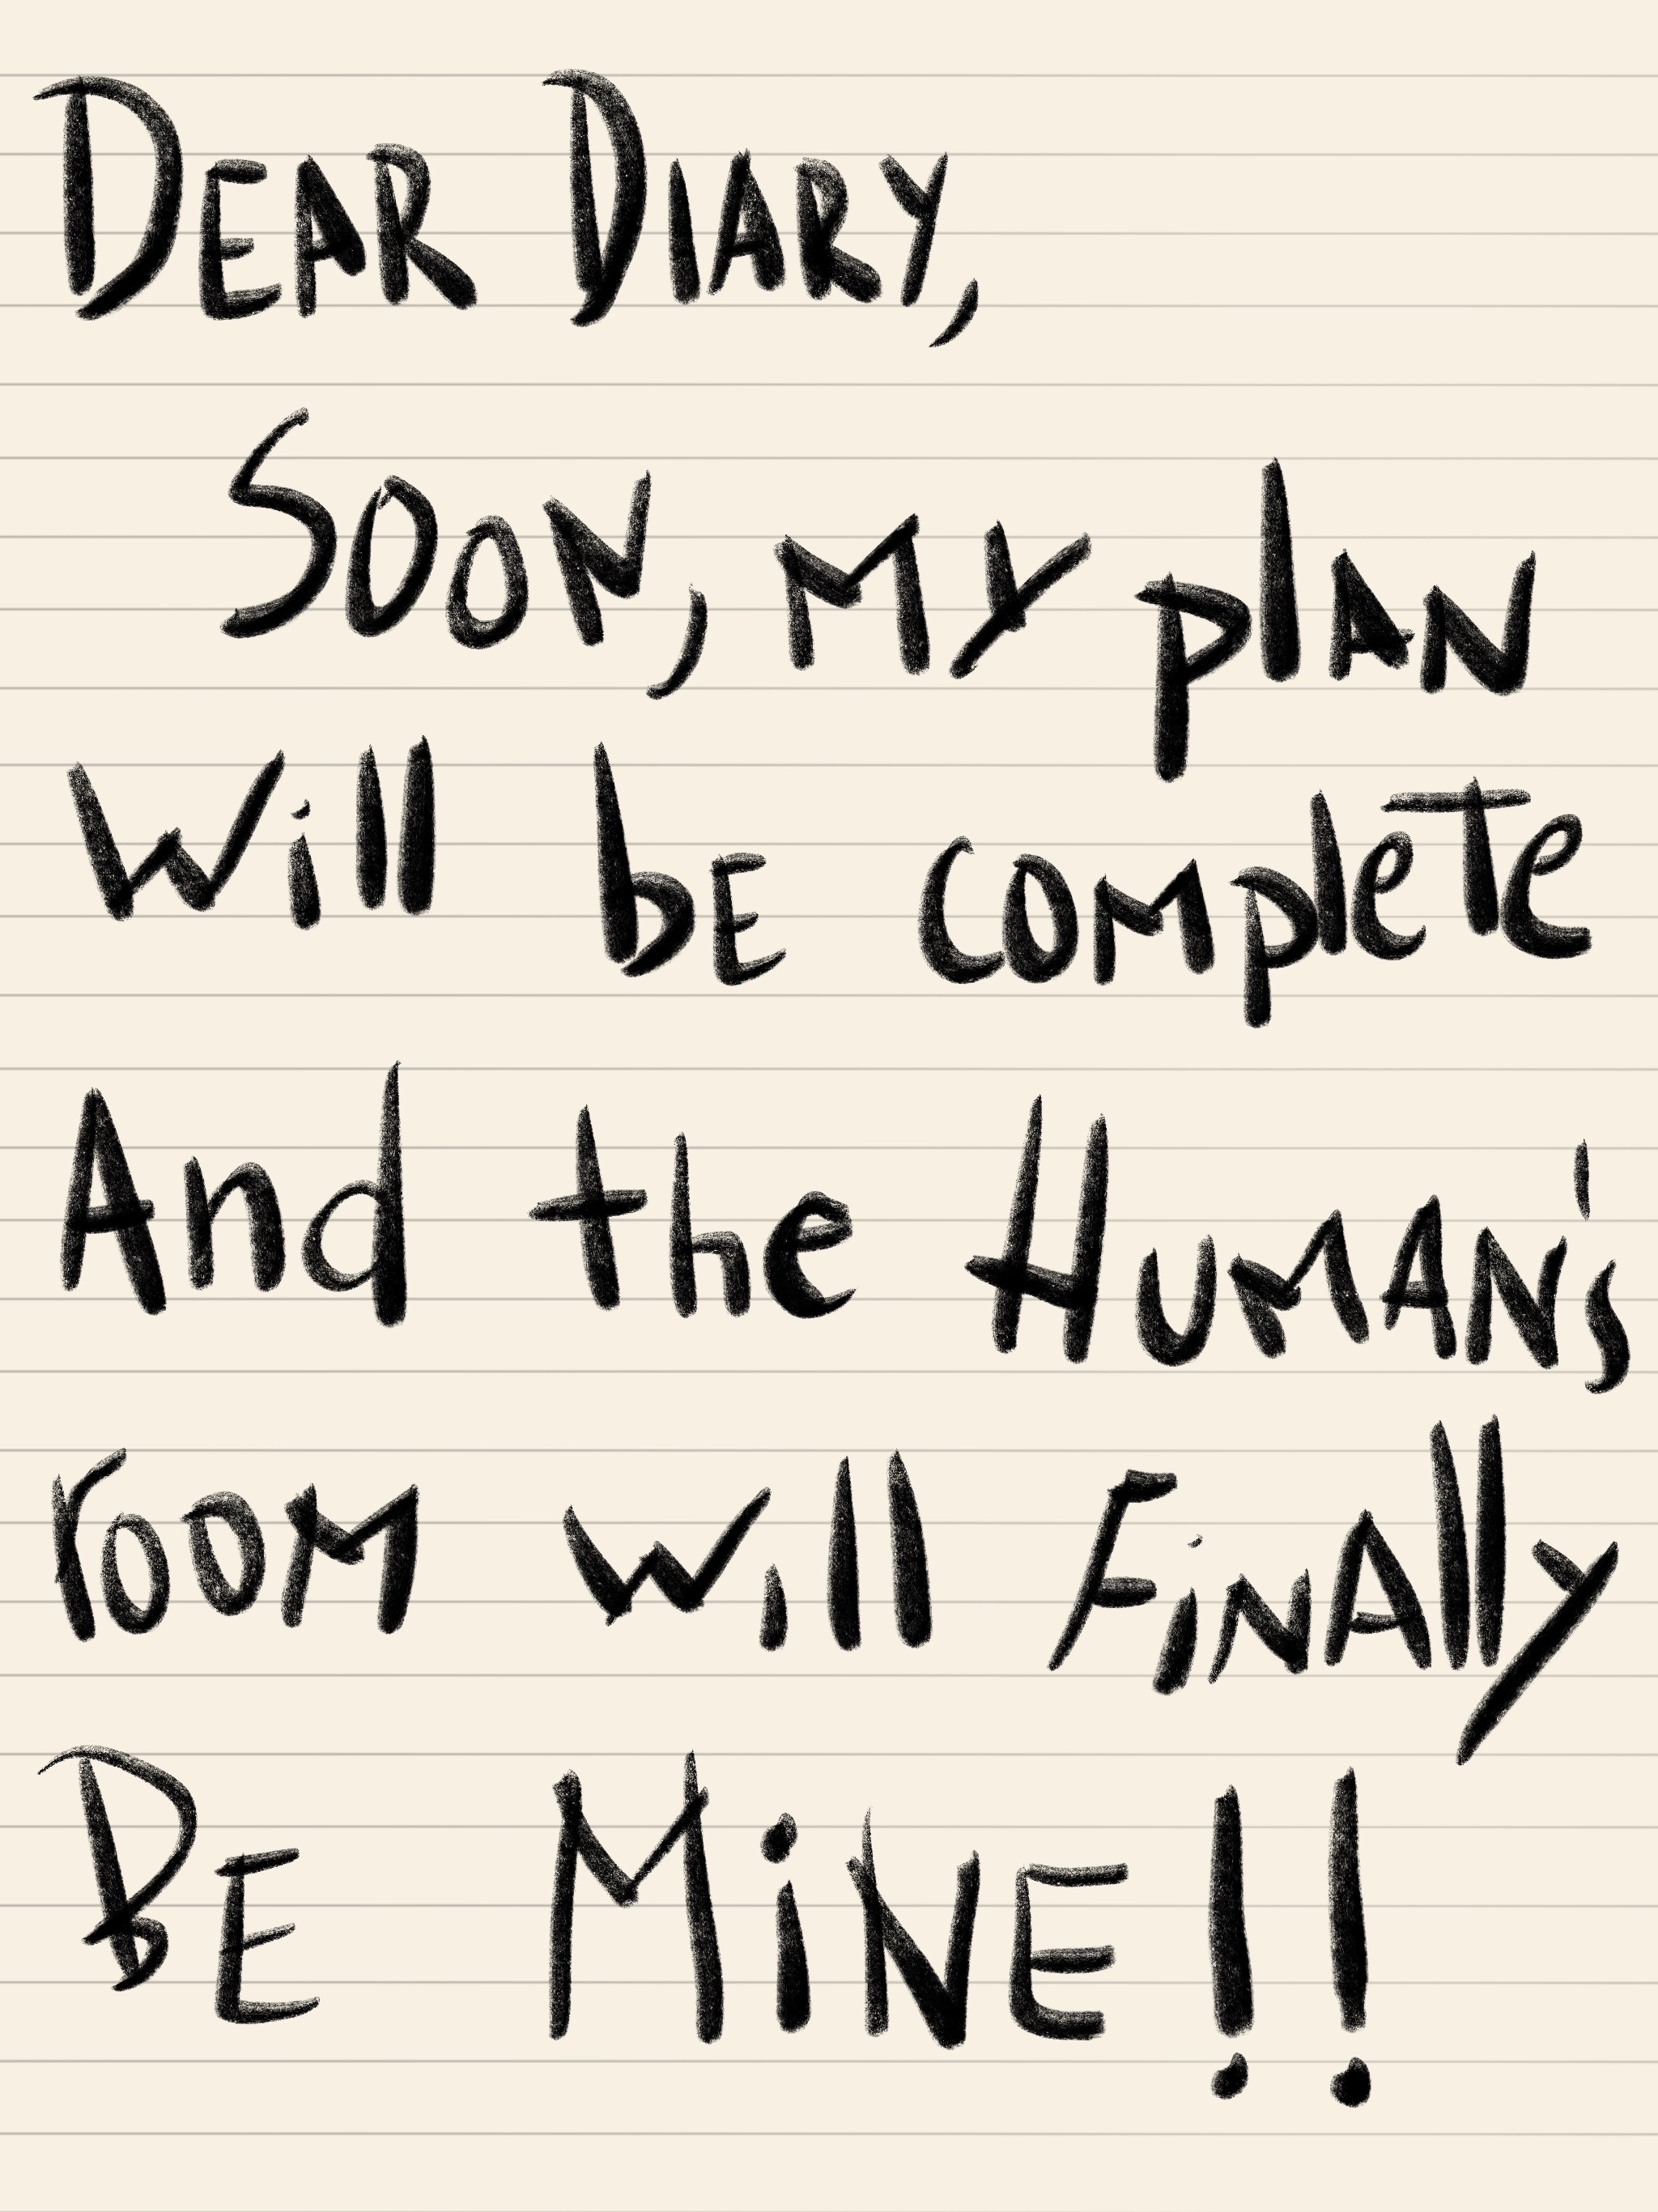 DEAR DIARY,
SOON, MY plAN
Will bE COMpleTe
And the HUMAN's
rOOM will FiNAlly
BE MiNE!!